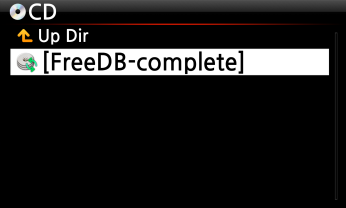 CD
Up Dir
[FreeDB-complete]